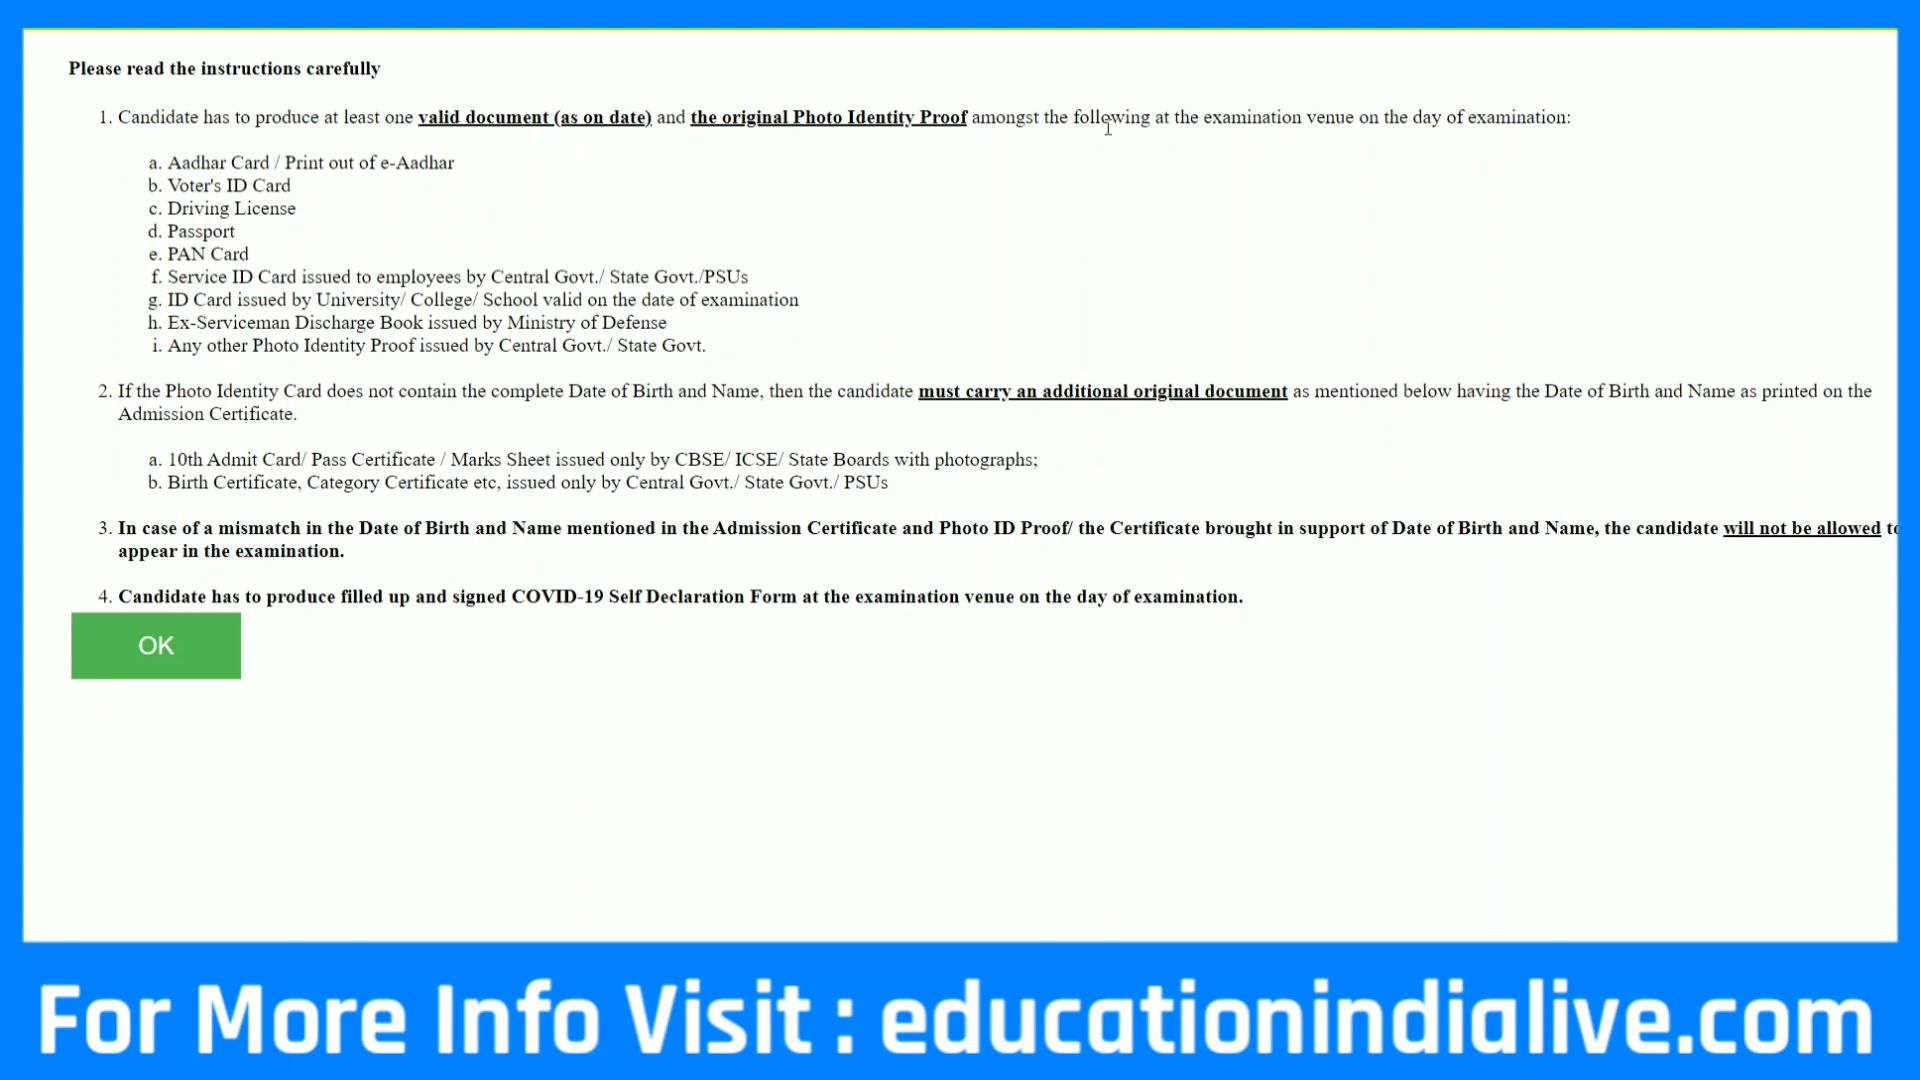 Please read the instructions carefully
1. Candidate has to produce at least one valid document (as on date) and the original Photo Identity Proof amongst the following at the examination venue on the day of examination:
a. Aadhar Card / Print out of e-Aadhar
b. Voter's ID Card
c. Driving License
d. Passport
e. PAN Card
f. Service ID Card issued to employees by Central Govt./ State Govt./PSUs
g. ID Card issued by University/ College/ School valid on the date of examination
h. Ex-Serviceman Discharge Book issued by Ministry of Defense
i. Any other Photo Identity Proof issued by Central Govt./ State Govt.
2. If the Photo Identity Card does not contain the complete Date of Birth and Name, then the candidate must carry an additional original document as mentioned below having the Date of Birth and Name as printed on the
Admission Certificate.
a. 10th Admit Card/ Pass Certificate / Marks Sheet issued only by CBSE/ ICSE/ State Boards with photographs;
b. Birth Certificate, Category Certificate etc, issued only by Central Govt./ State Govt./ PSUs
3. In case of a mismatch in the Date of Birth and Name mentioned in the Admission Certificate and Photo ID Proof/ the Certificate brought in support of Date of Birth and Name, the candidate will not be allowed to
appear in the examination.
4. Candidate has to produce filled up and signed COVID-19 Self Declaration Form at the examination venue on the day of examination.
OK
For More Info Visit : educationindialive.com